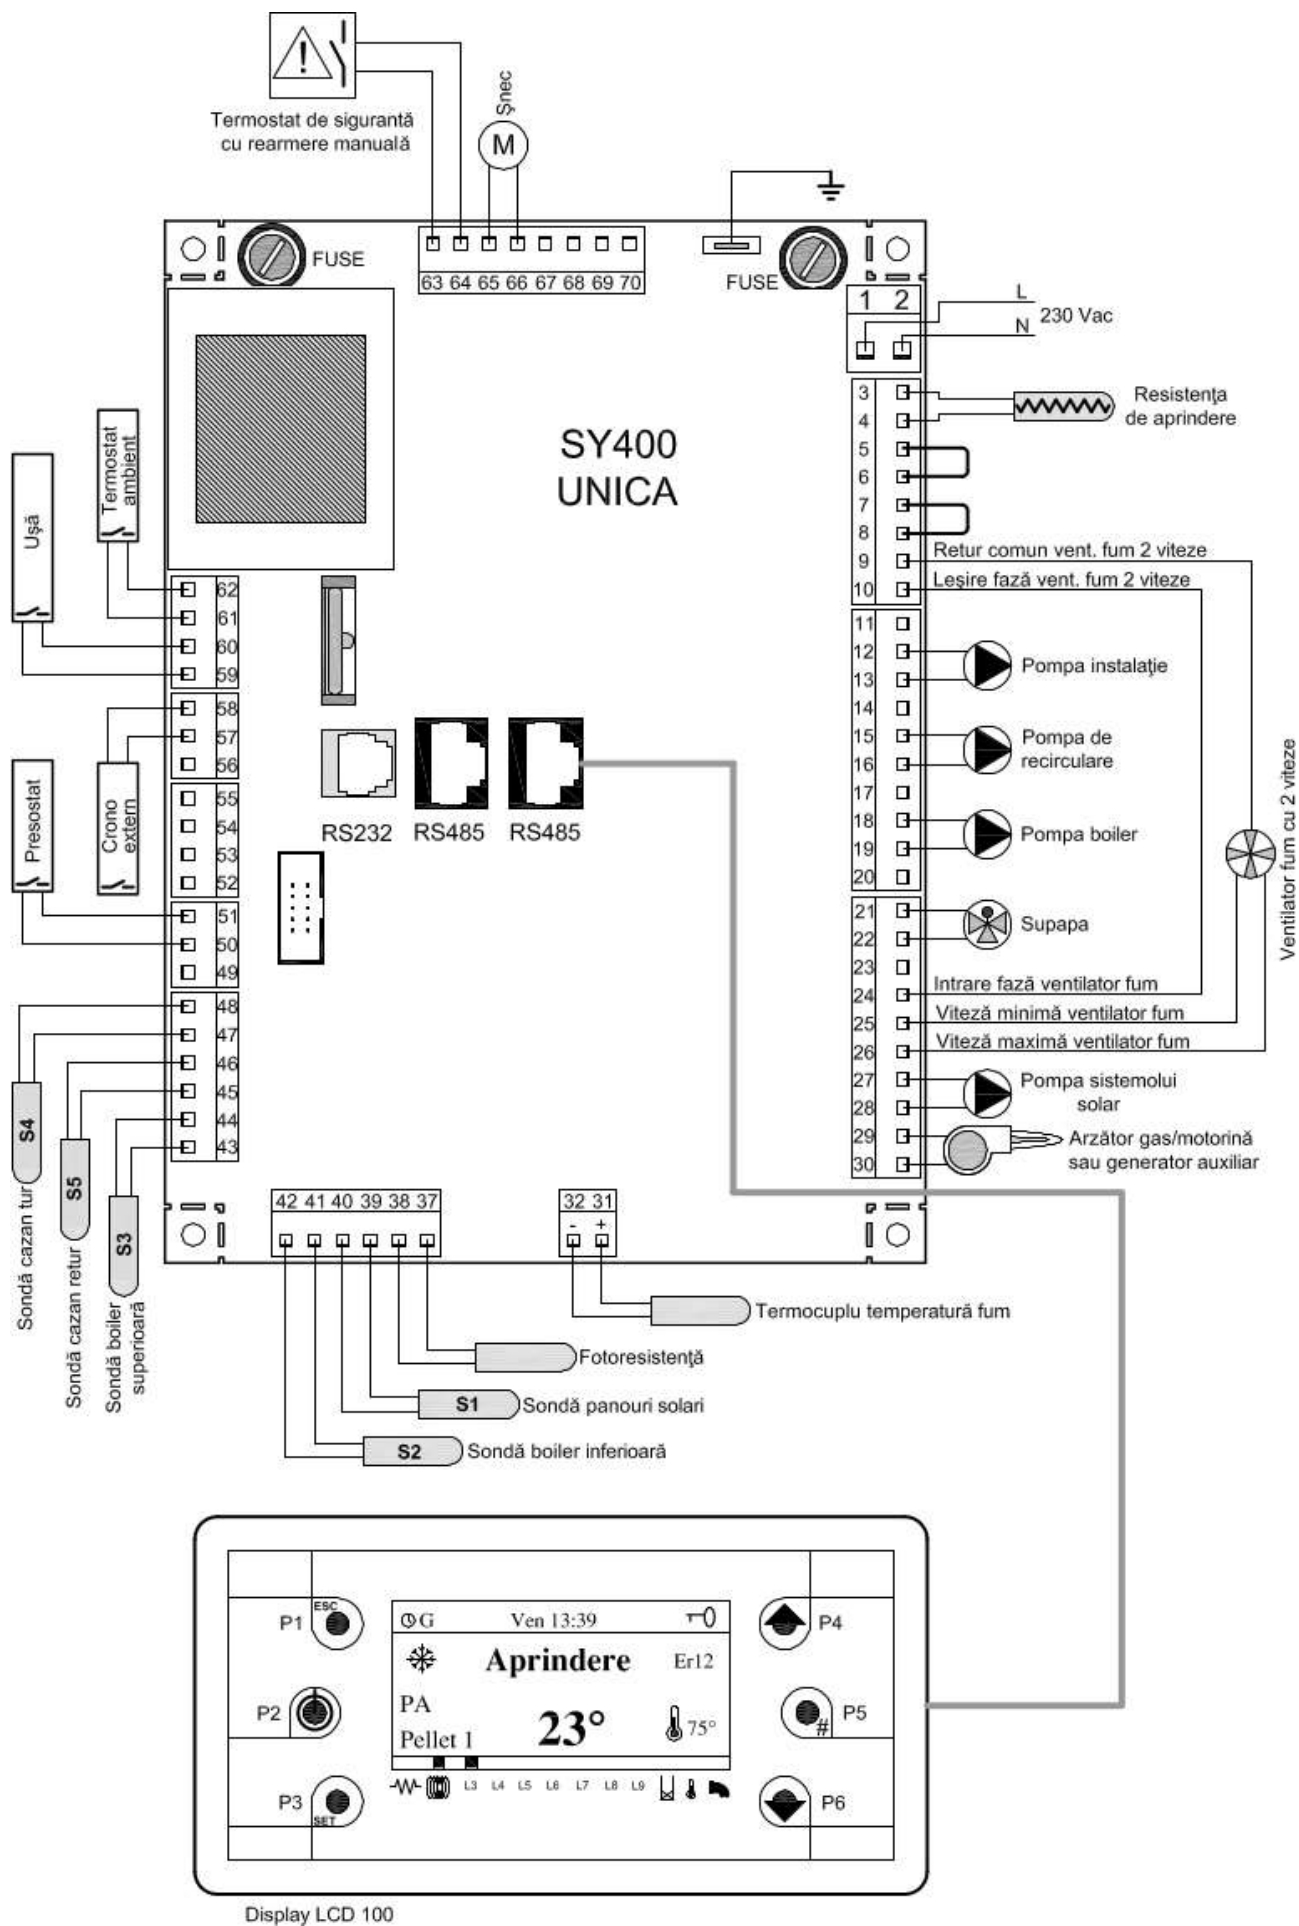 Termostat de sigurantă
cu rearmere manuală
Şnec
M
FUSE
63 64 65 66 67 68 69 70
FUSE
1 2
L
N
230 Vac
SY400
UNICA
3
4
5
6
7
8
9
10
Resistenţa
de aprindere
Retur comun vent. fum 2 viteze
Leşire fază vent. fum 2 viteze
11
12
13
14
15
16
17
18
19
20
Pompa instalaţie
Pompa de
recirculare
Pompa boiler
21
22
23
24
25
26
27
28
29
30
Supapa
Intrare fază ventilator fum
Viteză minimă ventilator fum
Viteză maximă ventilator fum
Ventilator fum cu 2 viteze
Pompa sistemolui
solar
Arzător gas/motorină
sau generator auxiliar
Uşă
Termostat
ambient
62
61
60
59
58
57
56
55
54
53
52
51
50
49
48
47
46
45
44
43
Presostat
Crono
extern
RS232
RS485
RS485
S4
S5
S3
Sondă cazan tur
Sondă cazan retur
Sondă boiler
superioară
42 41 40 39 38 37
32 31
- +
Termocuplu temperatură fum
Fotoresistenţă
S1
Sondă panouri solari
S2
Sondă boiler inferioară
P1
ESC
P2
P3
SET
G
Ven 13:39
Aprindere
Er12
PA
23°
75°
Pellet 1
L3 L4 L5 L6 L7 L8 L9
P4
P5
#
P6
Display LCD 100